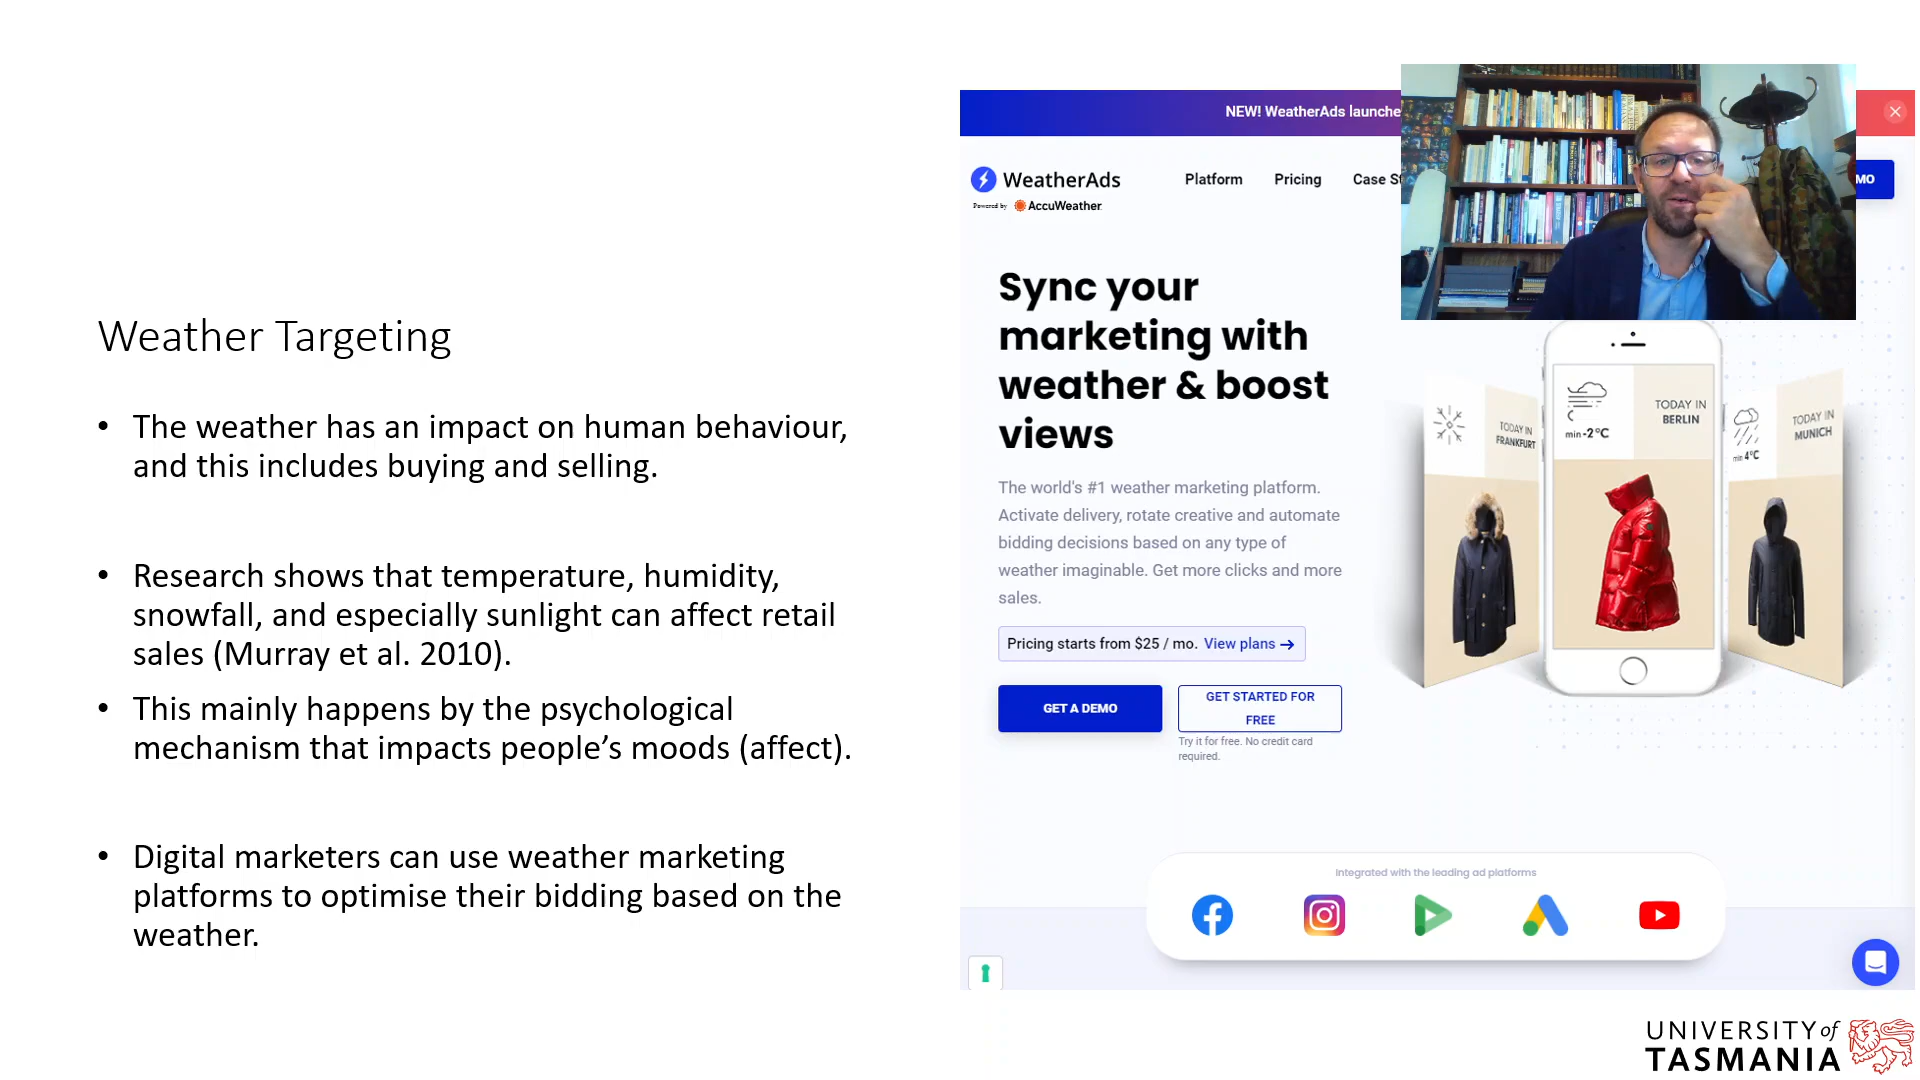 Weather Targeting
• The weather has an impact on human behaviour,
and this includes buying and selling.
• Research shows that temperature, humidity,
snowfall, and especially sunlight can affect retail
sales (Murray et al. 2010).
• This mainly happens by the psychological
mechanism that impacts people’s moods (affect).
• Digital marketers can use weather marketing
platforms to optimise their bidding based on the
weather.
NEW! WeatherAds launche
WeatherAds
Powered by AccuWeather
Platform Pricing Case St
MO
Sync your
marketing with
weather & boost
views
The world's #1 weather marketing platform.
Activate delivery, rotate creative and automate
bidding decisions based on any type of
weather imaginable. Get more clicks and more
sales.
Pricing starts from $25 / mo. View plans →
GET A DEMO
GET STARTED FOR
FREE
Try it for free. No credit card
required.
TODAY IN
FRANKFURT
min -2°C
TODAY IN
BERLIN
min 4°C
TODAY IN
MUNICH
Integrated with the leading ad platforms
UNIVERSITY of
TASMANIA